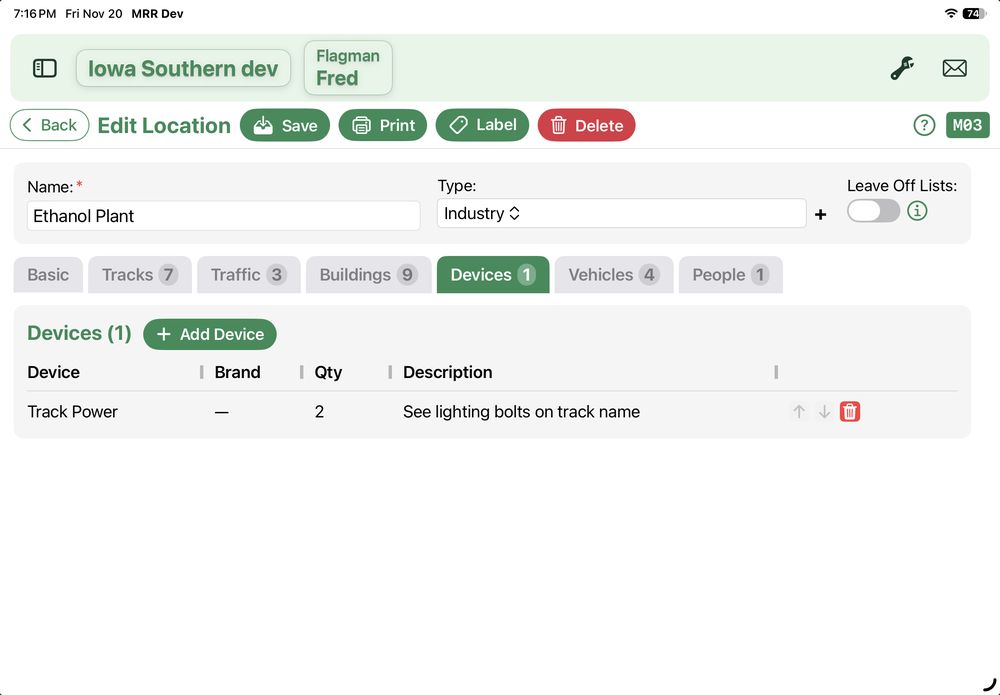 7:16 PM Fri Nov 20 MRR Dev 74
Iowa Southern dev
Flagman
Fred
Back Edit Location Save Print Label Delete ? M03
Name: * Type: Leave Off Lists:
Ethanol Plant Industry + i
Basic Tracks 7 Traffic 3 Buildings 9 Devices 1 Vehicles 4 People 1
Devices (1) + Add Device
Device Brand Qty Description
Track Power — 2 See lighting bolts on track name